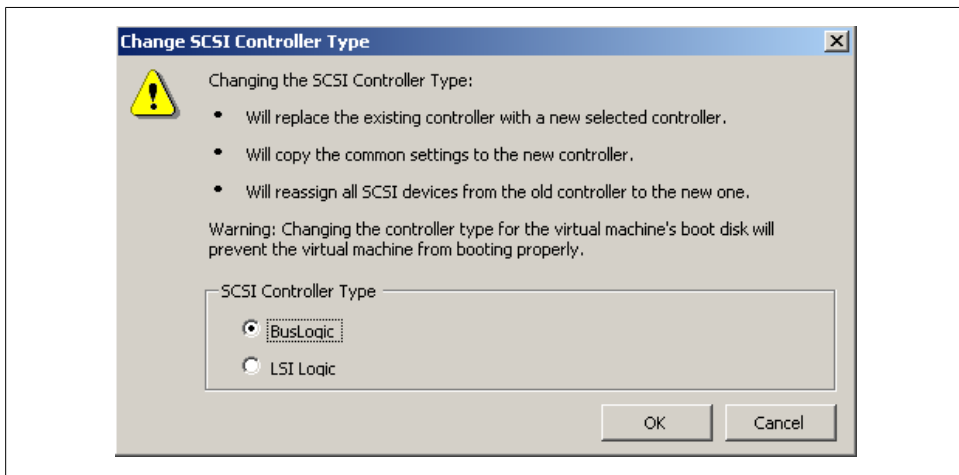 Change SCSI Controller Type
Changing the SCSI Controller Type:
• Will replace the existing controller with a new selected controller.
• Will copy the common settings to the new controller.
• Will reassign all SCSI devices from the old controller to the new one.
Warning: Changing the controller type for the virtual machine's boot disk will
prevent the virtual machine from booting properly.
SCSI Controller Type
BusLogic
LSI Logic
OK Cancel